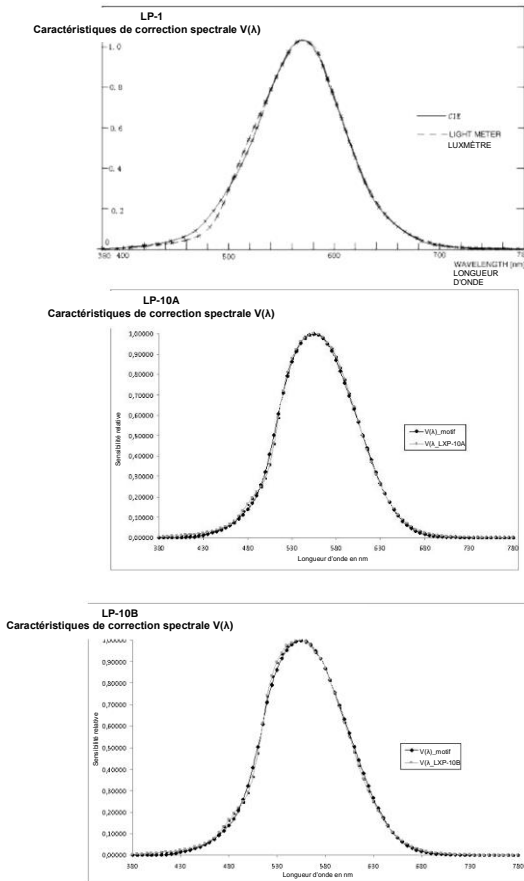 LP-1
Caractéristiques de correction spectrale V(λ)
1.0
0.8
0.6
0.4
0.2
0
CIE
LIGHT METER
LUXMÈTRE
380 400 500 600 700 78
WAVELENGTH [nm]
LONGUEUR
D'ONDE
LP-10A
Caractéristiques de correction spectrale V(λ)
1,00000
0,90000
0,80000
0,70000
0,60000
0,50000
0,40000
0,30000
0,20000
0,10000
0,00000
Sensibilité relative
V(λ)_motif
V(λ_LXP-10A
380 430 480 530 580 630 680 730 780
Longueur d'onde en nm
LP-10B
Caractéristiques de correction spectrale V(λ)
1,00000
0,90000
0,80000
0,70000
0,60000
0,50000
0,40000
0,30000
0,20000
0,10000
0,00000
Sensibilité relative
V(λ)_motif
V(λ_LXP-10B
380 430 480 530 580 630 680 730 780
Longueur d'onde en nm